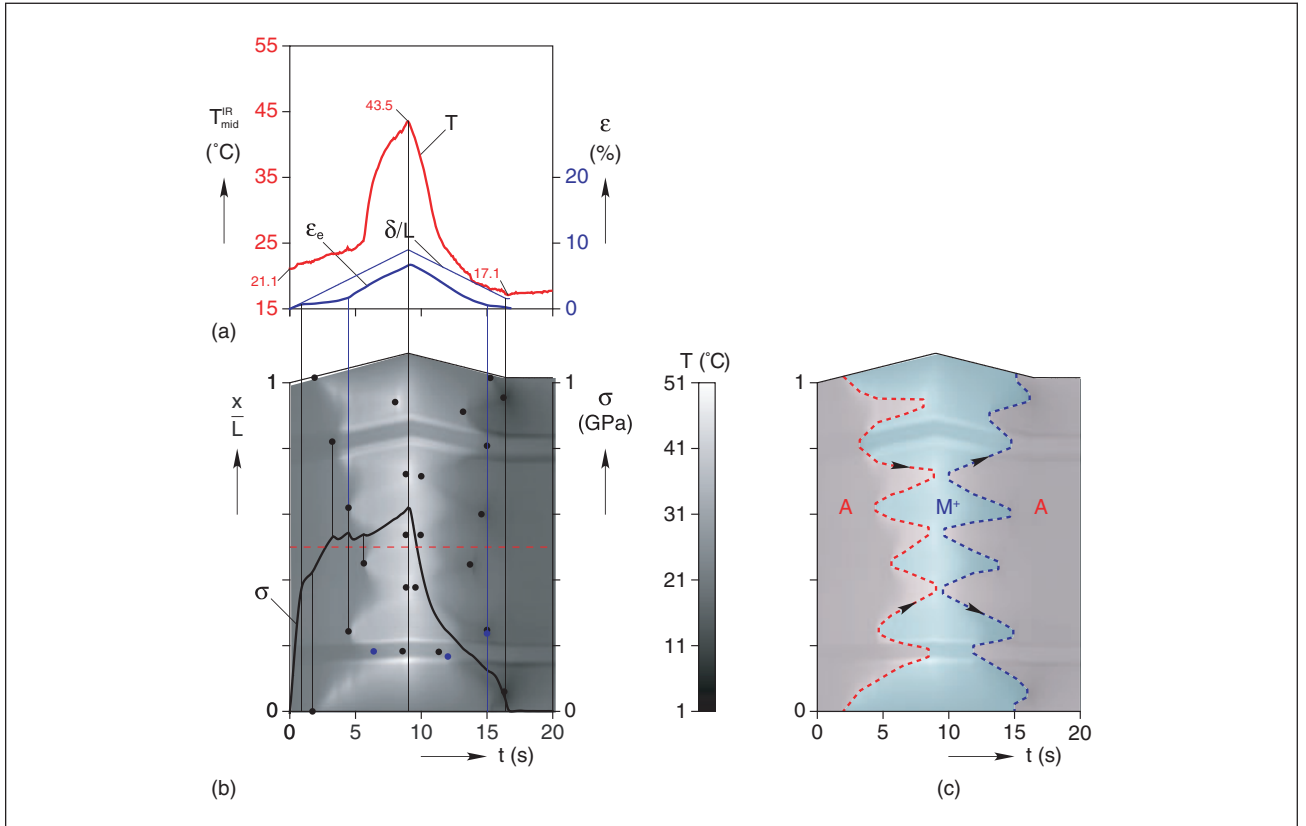 55
45
35
25
15
T_mid^IR
(˚C)
43.5
T
ε
(%)
20
10
0
εₑ
δ/L
21.1
17.1
(a)
1
x
L
0
σ
1
σ
(GPa)
0
0 5 10 15 20
t (s)
(b)
T (˚C)
51
41
31
21
11
1
1
0
A
M⁺
A
0 5 10 15 20
t (s)
(c)